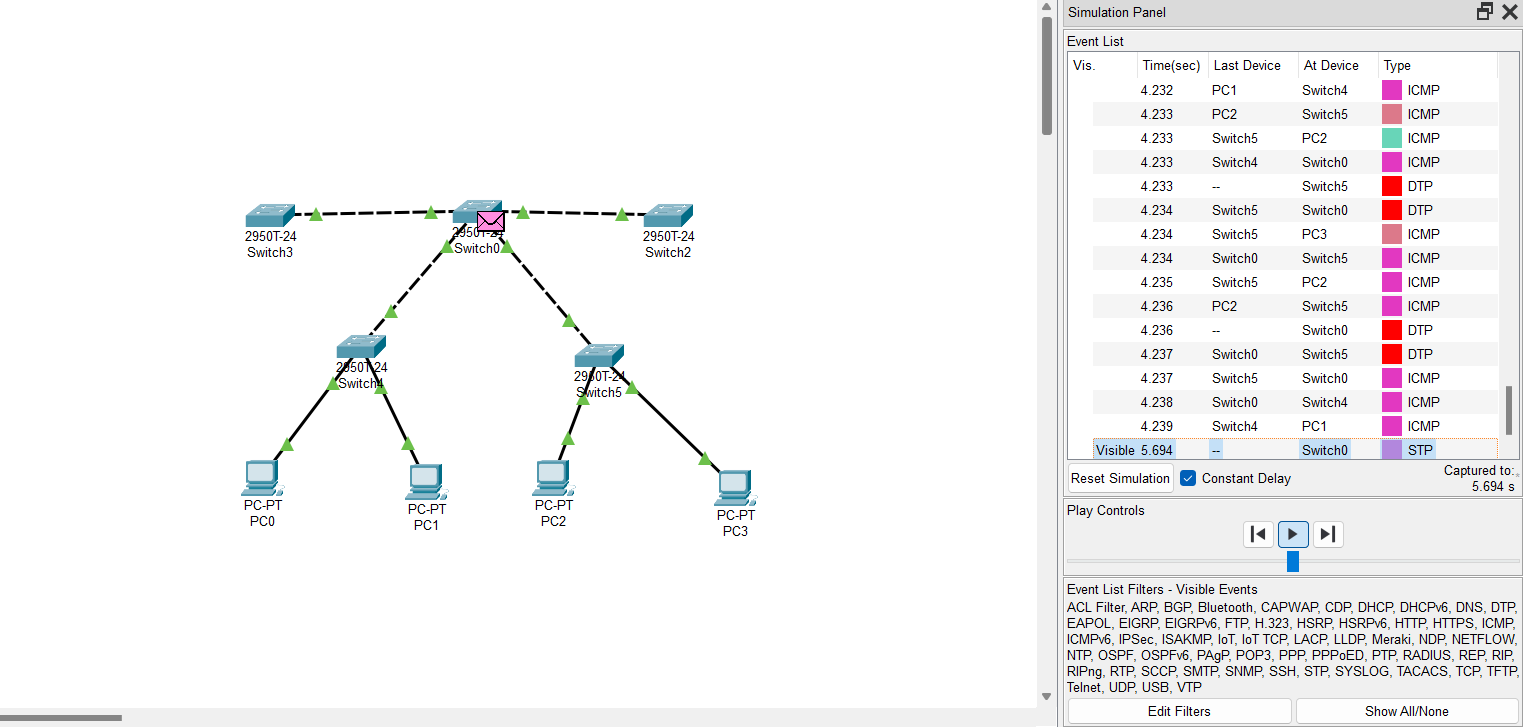 Simulation Panel
Event List
Vis. Time(sec) Last Device At Device Type
4.232 PC1 Switch4 ICMP
4.233 PC2 Switch5 ICMP
4.233 Switch5 PC2 ICMP
4.233 Switch4 Switch0 ICMP
4.233 -- Switch5 DTP
4.234 Switch5 Switch0 DTP
4.234 Switch5 PC3 ICMP
4.234 Switch0 Switch5 ICMP
4.235 Switch5 PC2 ICMP
4.236 PC2 Switch5 ICMP
4.236 -- Switch0 DTP
4.237 Switch0 Switch5 DTP
4.237 Switch5 Switch0 ICMP
4.238 Switch0 Switch4 ICMP
4.239 Switch4 PC1 ICMP
Visible 5.694 -- Switch0 STP
Reset Simulation
Constant Delay
Captured to:
5.694 s
Play Controls
Event List Filters - Visible Events
ACL Filter, ARP, BGP, Bluetooth, CAPWAP, CDP, DHCP, DHCPv6, DNS, DTP,
EAPOL, EIGRP, EIGRPv6, FTP, H.323, HSRP, HSRPv6, HTTP, HTTPS, ICMP,
ICMPv6, IPSec, ISAKMP, IoT, IoT TCP, LACP, LLDP, Meraki, NDP, NETFLOW,
NTP, OSPF, OSPFv6, PAgP, POP3, PPP, PPPoED, PTP, RADIUS, REP, RIP,
RIPng, RTP, SCCP, SMTP, SNMP, SSH, STP, SYSLOG, TACACS, TCP, TFTP,
Telnet, UDP, USB, VTP
Edit Filters
Show All/None
2950T-24
Switch3
2950T-24
Switch0
2950T-24
Switch2
2950T-24
Switch4
2950T-24
Switch5
PC-PT
PC0
PC-PT
PC1
PC-PT
PC2
PC-PT
PC3